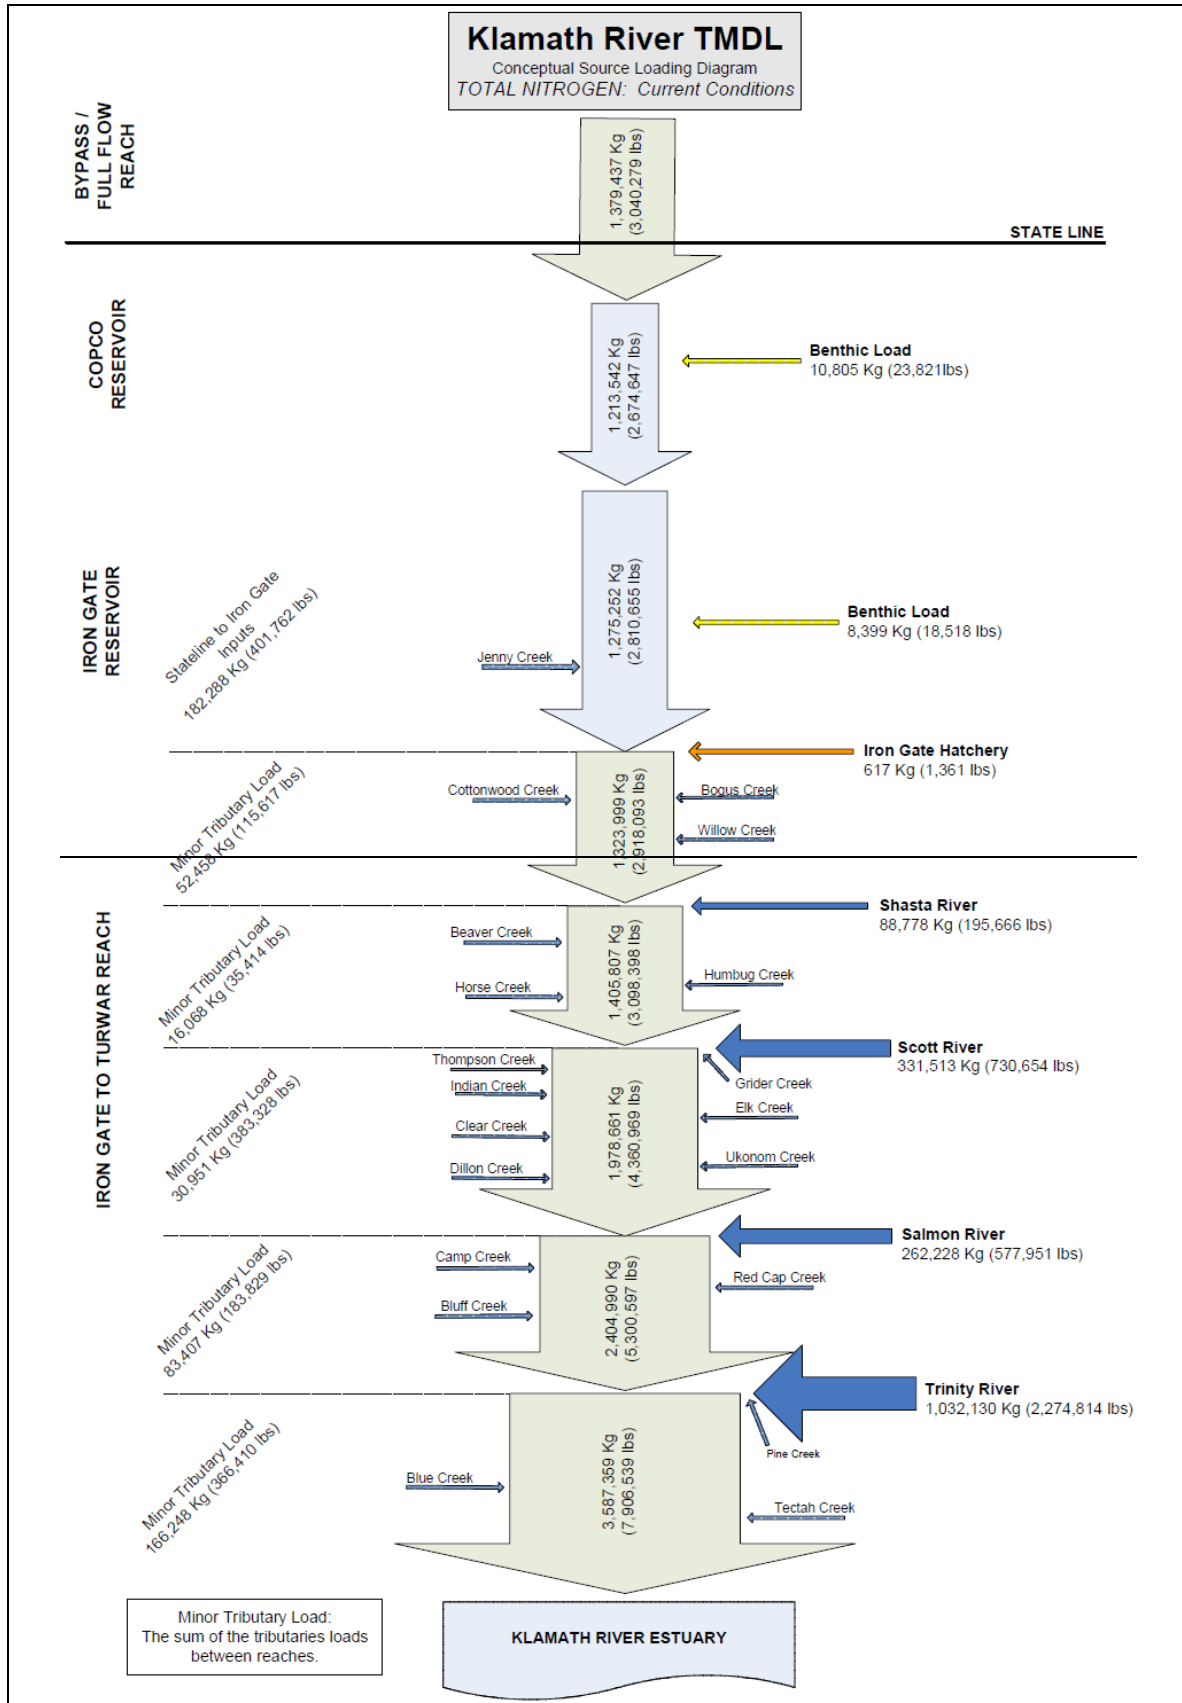 Klamath River TMDL
Conceptual Source Loading Diagram
TOTAL NITROGEN: Current Conditions
BYPASS /
FULL FLOW
REACH
1,379,437 Kg
(3,040,279 lbs)
STATE LINE
COPCO
RESERVOIR
1,213,542 Kg
(2,674,647 lbs)
Benthic Load
10,805 Kg (23,821lbs)
IRON GATE
RESERVOIR
Stateline to Iron Gate
Inputs
182,288 Kg (401,762 lbs)
1,275,252 Kg
(2,810,655 lbs)
Benthic Load
8,399 Kg (18,518 lbs)
Jenny Creek
Iron Gate Hatchery
617 Kg (1,361 lbs)
Minor Tributary Load
52,458 Kg (115,617 lbs)
Cottonwood Creek
1,323,999 Kg
(2,918,093 lbs)
Bogus Creek
Willow Creek
IRON GATE TO TURWAR REACH
Shasta River
88,778 Kg (195,666 lbs)
Minor Tributary Load
16,068 Kg (35,414 lbs)
Beaver Creek
Horse Creek
1,405,807 Kg
(3,098,398 lbs)
Humbug Creek
Scott River
331,513 Kg (730,654 lbs)
Minor Tributary Load
30,951 Kg (383,328 lbs)
Thompson Creek
Indian Creek
Clear Creek
Dillon Creek
1,978,661 Kg
(4,360,969 lbs)
Grider Creek
Elk Creek
Ukonom Creek
Salmon River
262,228 Kg (577,951 lbs)
Minor Tributary Load
83,407 Kg (183,829 lbs)
Camp Creek
Bluff Creek
2,404,990 Kg
(5,300,597 lbs)
Red Cap Creek
Trinity River
1,032,130 Kg (2,274,814 lbs)
Pine Creek
Minor Tributary Load
166,248 Kg (366,410 lbs)
Blue Creek
3,587,359 Kg
(7,906,539 lbs)
Tectah Creek
Minor Tributary Load:
The sum of the tributaries loads
between reaches.
KLAMATH RIVER ESTUARY